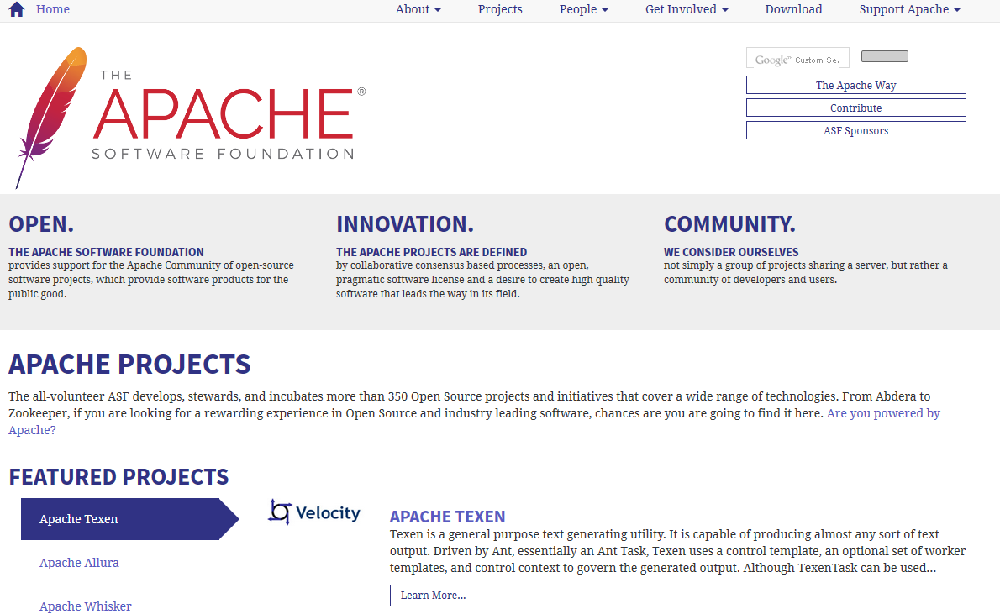 Home
About
Projects
People
Get Involved
Download
Support Apache
THE
APACHE®
SOFTWARE FOUNDATION
Google™ Custom Se.
The Apache Way
Contribute
ASF Sponsors
OPEN.
THE APACHE SOFTWARE FOUNDATION
provides support for the Apache Community of open-source
software projects, which provide software products for the
public good.
INNOVATION.
THE APACHE PROJECTS ARE DEFINED
by collaborative consensus based processes, an open,
pragmatic software license and a desire to create high quality
software that leads the way in its field.
COMMUNITY.
WE CONSIDER OURSELVES
not simply a group of projects sharing a server, but rather a
community of developers and users.
APACHE PROJECTS
The all-volunteer ASF develops, stewards, and incubates more than 350 Open Source projects and initiatives that cover a wide range of technologies. From Abdera to
Zookeeper, if you are looking for a rewarding experience in Open Source and industry leading software, chances are you are going to find it here. Are you powered by
Apache?
FEATURED PROJECTS
Apache Texen
Apache Allura
Apache Whisker
Velocity
APACHE TEXEN
Texen is a general purpose text generating utility. It is capable of producing almost any sort of text
output. Driven by Ant, essentially an Ant Task, Texen uses a control template, an optional set of worker
templates, and control context to govern the generated output. Although TexenTask can be used...
Learn More...